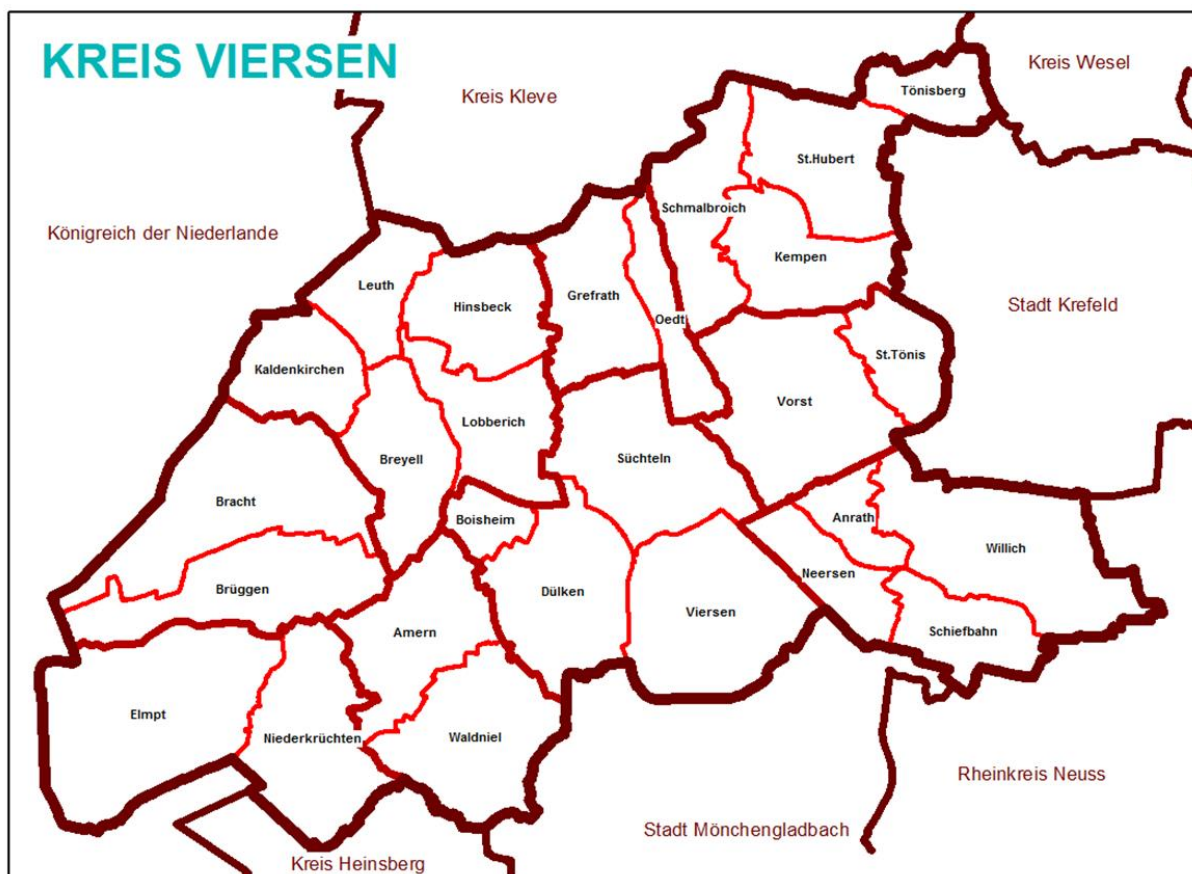 KREIS VIERSEN
Kreis Wesel
Tönisberg
Kreis Kleve
St.Hubert
Schmalbroich
Königreich der Niederlande
Kempen
Leuth
Hinsbeck
Grefrath
Stadt Krefeld
Oedt
St.Tönis
Kaldenkirchen
Vorst
Lobberich
Breyell
Süchteln
Bracht
Boisheim
Anrath
Willich
Neersen
Brüggen
Dülken
Viersen
Schiefbahn
Amern
Elmpt
Niederkrüchten
Waldniel
Rheinkreis Neuss
Stadt Mönchengladbach
Kreis Heinsberg